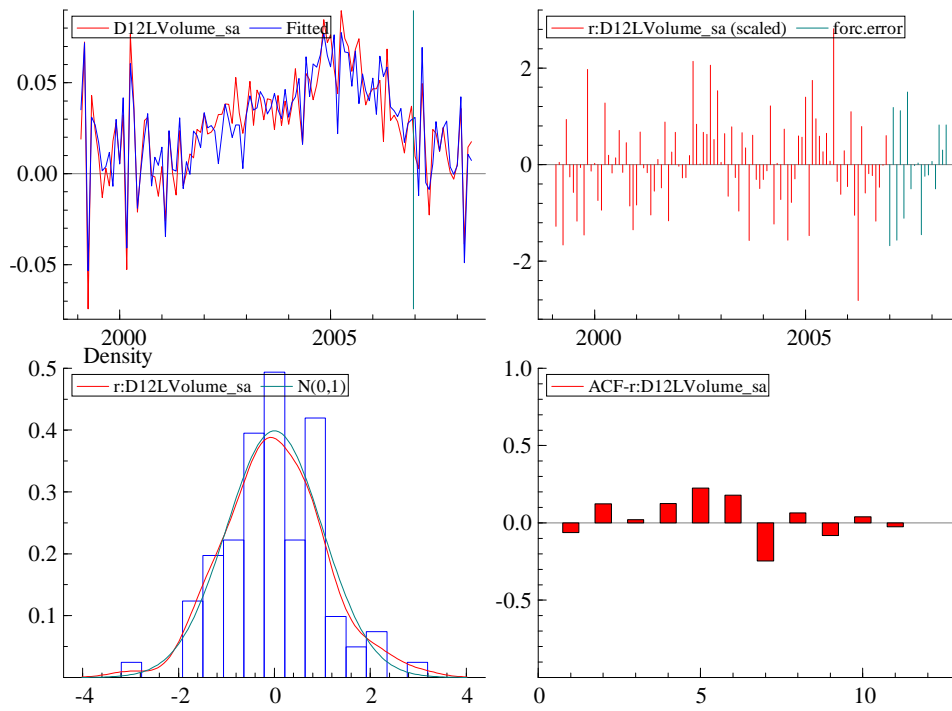 D12LVolume_sa Fitted
0.05
0.00
-0.05
2000 2005
r:D12LVolume_sa (scaled) forc.error
2
0
-2
2000 2005
Density
r:D12LVolume_sa N(0,1)
0.5
0.4
0.3
0.2
0.1
-4 -2 0 2 4
ACF-r:D12LVolume_sa
1.0
0.5
0.0
-0.5
0 5 10